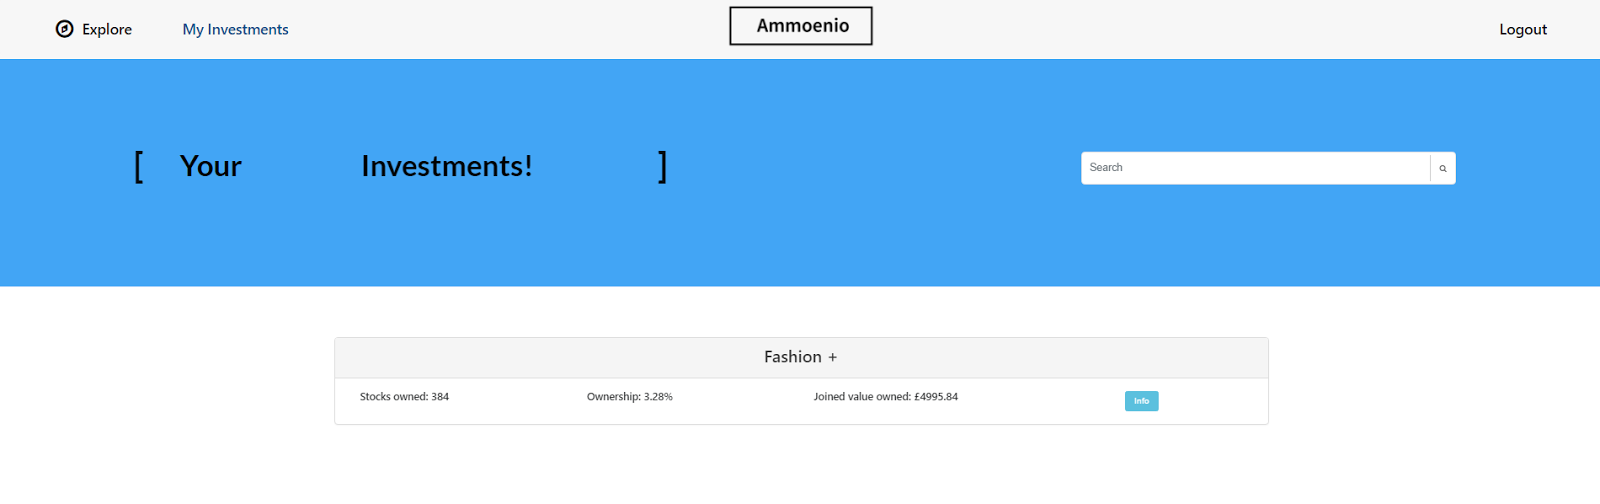 Explore My Investments Ammoenio Logout
[ Your Investments! ] Search
Fashion +
Stocks owned: 384 Ownership: 3.28% Joined value owned: £4995.84 Info